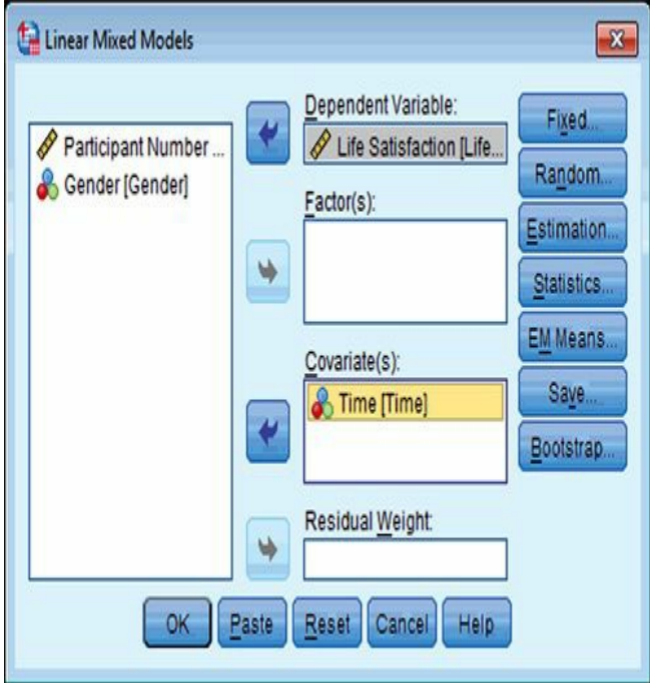 Linear Mixed Models
Participant Number ...
Gender [Gender]
Dependent Variable:
Life Satisfaction [Life...
Factor(s):
Covariate(s):
Time [Time]
Residual Weight:
Fixed...
Random...
Estimation...
Statistics...
EM Means...
Save...
Bootstrap...
OK
Paste
Reset
Cancel
Help